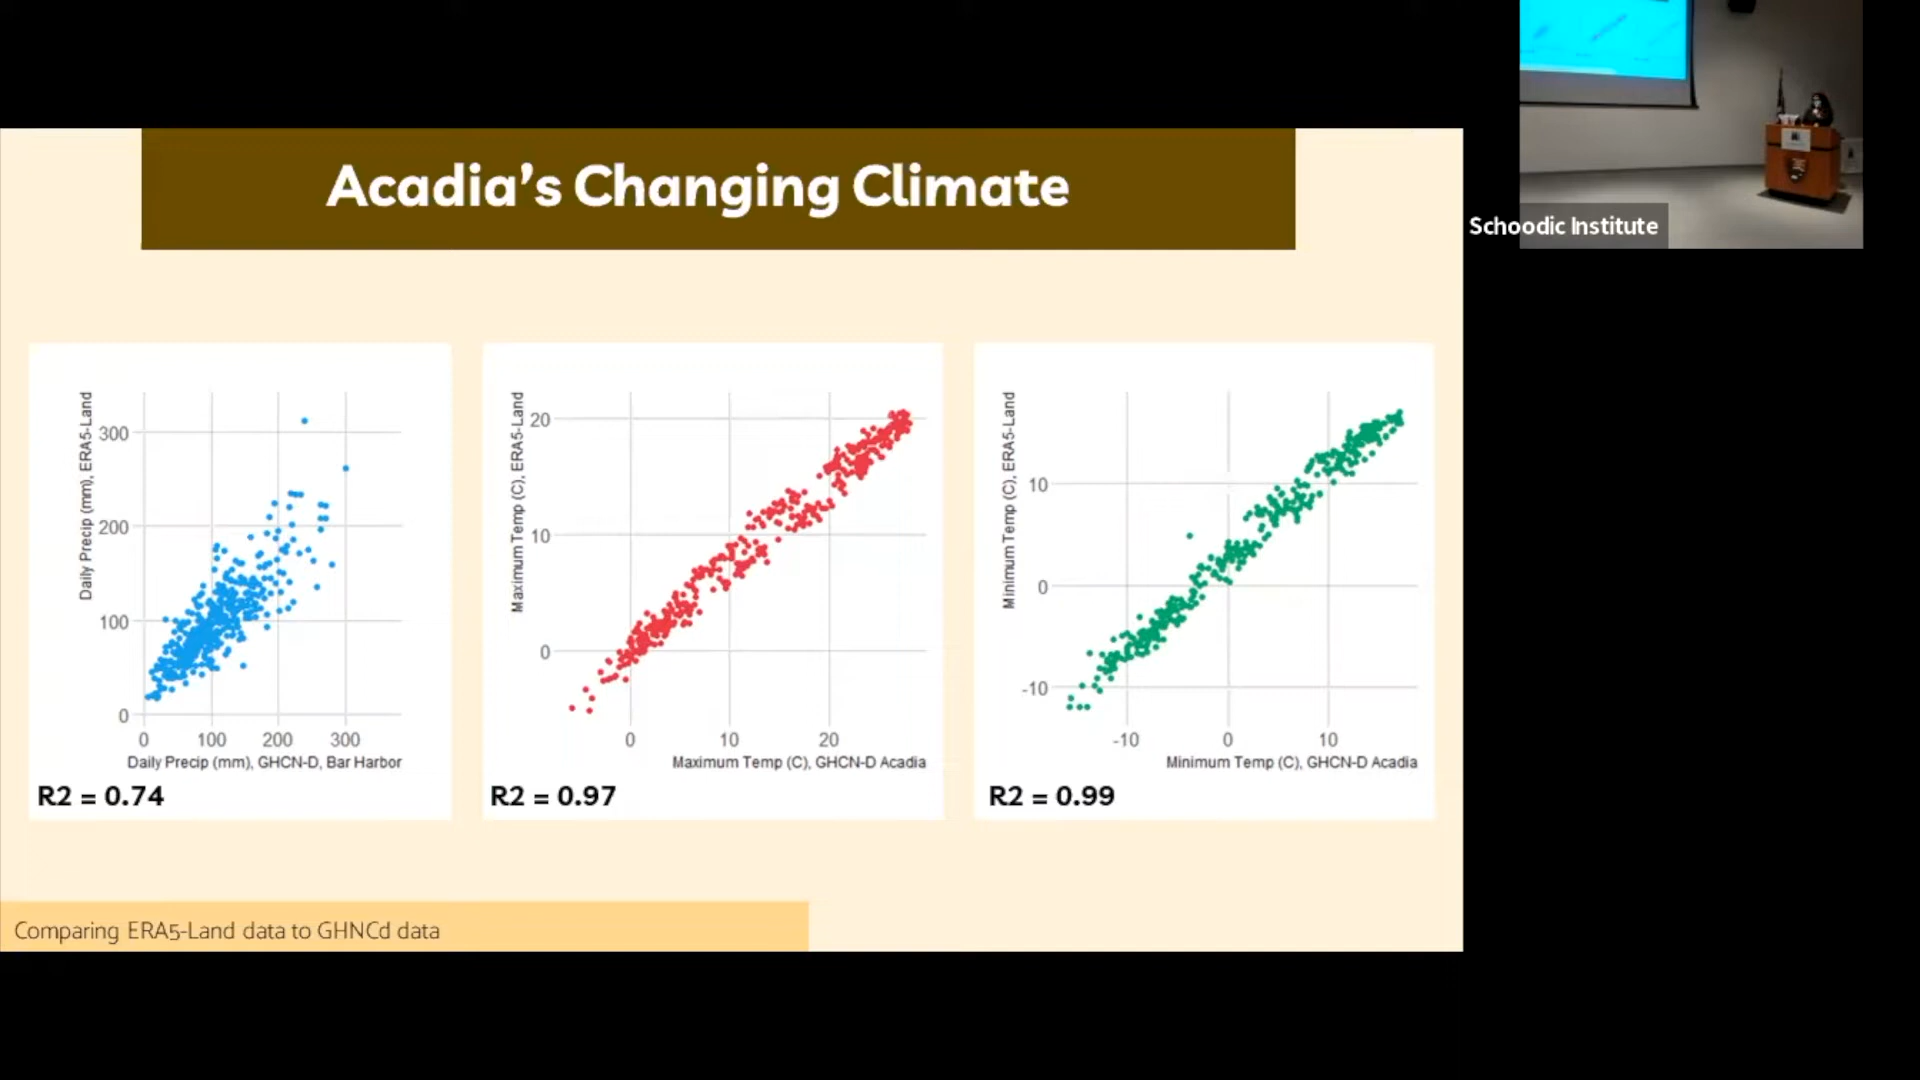 Acadia's Changing Climate
Schoodic Institute
Daily Precip (mm), ERA5-Land
300
200
100
0
0 100 200 300
Daily Precip (mm), GHCN-D, Bar Harbor
R2 = 0.74
Maximum Temp (C), ERA5-Land
20
10
0
0 10 20
Maximum Temp (C), GHCN-D Acadia
R2 = 0.97
Minimum Temp (C), ERA5-Land
10
0
-10
-10 0 10
Minimum Temp (C), GHCN-D Acadia
R2 = 0.99
Comparing ERA5-Land data to GHNCd data